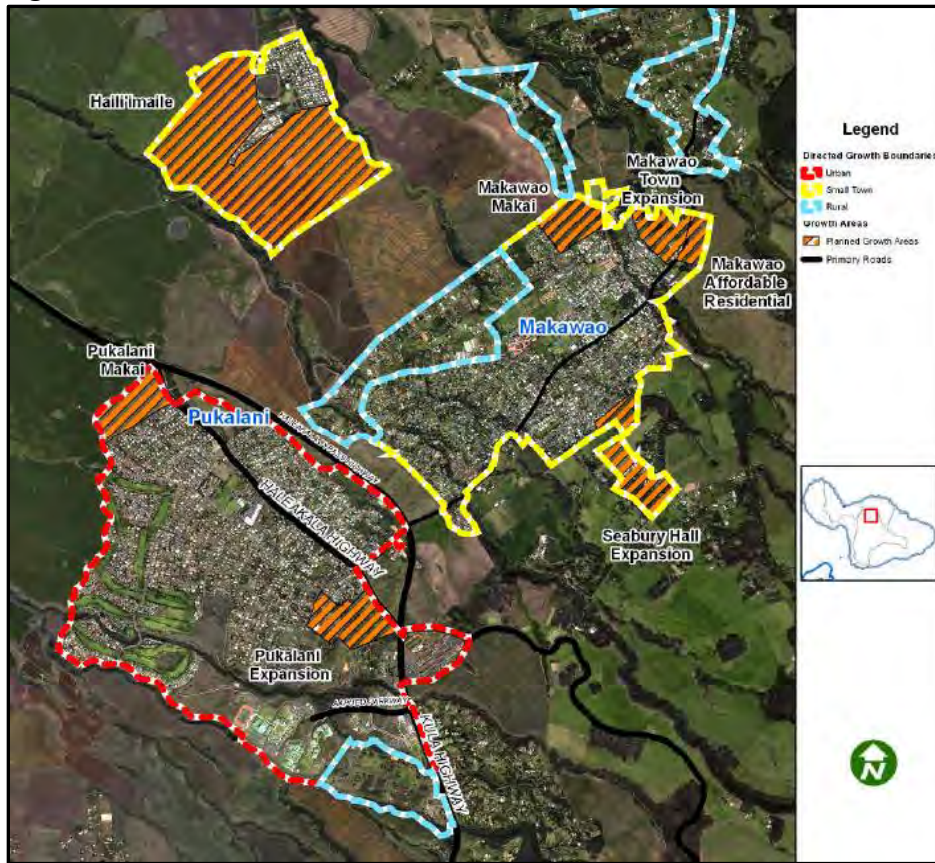 Haili'imaile
Makawao
Makai
Makawao
Town
Expansion
Makawao
Affordable
Residential
Makawao
Pukalani
Makai
Pukalani
HALEAKALA HIGHWAY
Seabury Hall
Expansion
Pukalani
Expansion
KULA HIGHWAY
Legend
Directed Growth Boundaries
Urban
Small Town
Rural
Growth Areas
Planned Growth Areas
Primary Roads
N